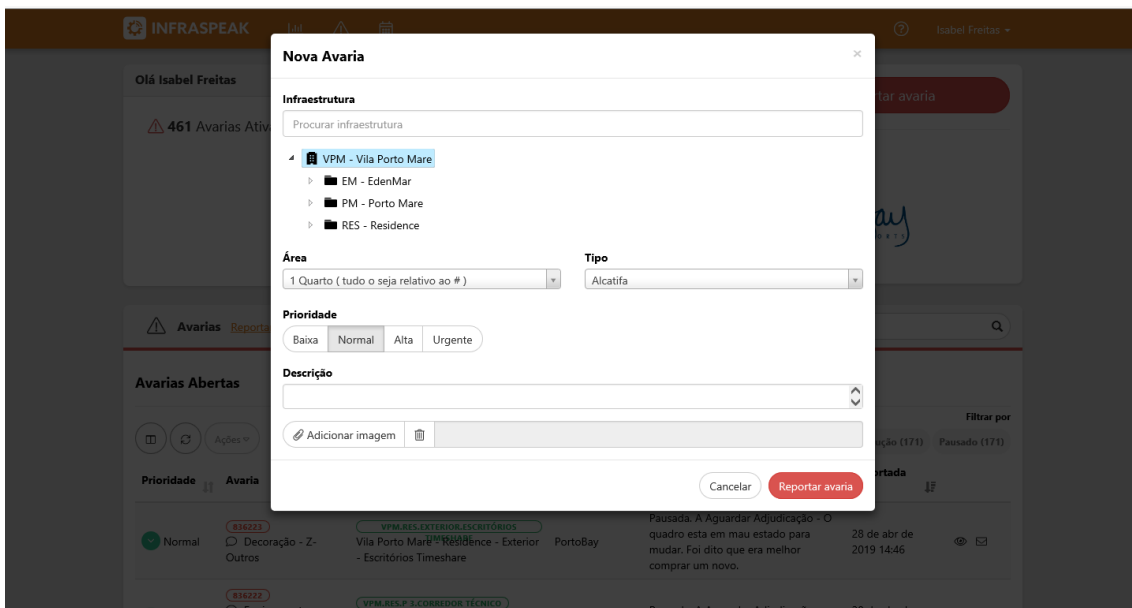 INFRASPEAK
Isabel Freitas
Nova Avaria
×
Olá Isabel Freitas
461 Avarias Ativ
tar avaria
Infraestrutura
Procurar infraestrutura
VPM - Vila Porto Mare
EM - EdenMar
PM - Porto Mare
RES - Residence
Área
Tipo
1 Quarto ( tudo o seja relativo ao # )
Alcatifa
Prioridade
Baixa Normal Alta Urgente
Avarias Reporta
Descrição
Avarias Abertas
Adicionar imagem
Filtrar por
Ações
ução (171) Pausado (171)
Cancelar Reportar avaria
Prioridade Avaria
rtada
836223
VPM.RES.EXTERIOR.ESCRITÓRIOS
TIMESHARE
Normal
Decoração - Z-
Outros
Vila Porto Mare - Residence - Exterior
- Escritórios Timeshare
PortoBay
Pausada. A Aguardar Adjudicação - O
quadro esta em mau estado para
mudar. Foi dito que era melhor
comprar um novo.
28 de abr de
2019 14:46
836222
VPM.RES.P 3.CORREDOR TÉCNICO